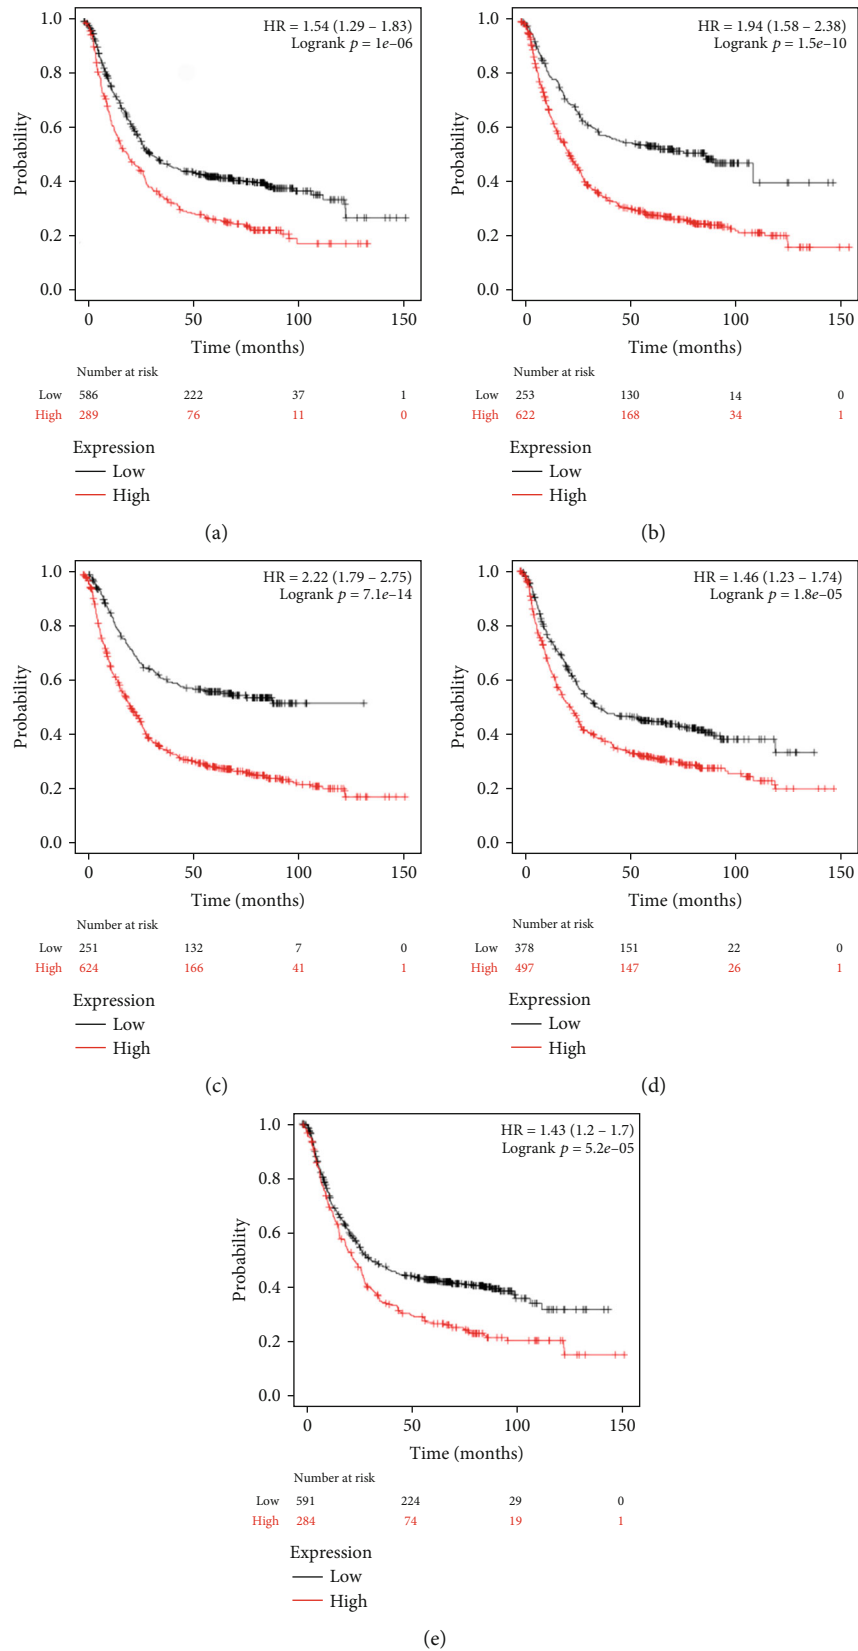 HR = 1.54 (1.29 – 1.83)
Logrank p = 1e–06
Probability
1.0
0.8
0.6
0.4
0.2
0.0
0 50 100 150
Time (months)
Number at risk
Low 586 222 37 1
High 289 76 11 0
Expression
Low
High
(a)
HR = 1.94 (1.58 – 2.38)
Logrank p = 1.5e–10
Probability
1.0
0.8
0.6
0.4
0.2
0.0
0 50 100 150
Time (months)
Number at risk
Low 253 130 14 0
High 622 168 34 1
Expression
Low
High
(b)
HR = 2.22 (1.79 – 2.75)
Logrank p = 7.1e–14
Probability
1.0
0.8
0.6
0.4
0.2
0.0
0 50 100 150
Time (months)
Number at risk
Low 251 132 7 0
High 624 166 41 1
Expression
Low
High
(c)
HR = 1.46 (1.23 – 1.74)
Logrank p = 1.8e–05
Probability
1.0
0.8
0.6
0.4
0.2
0.0
0 50 100 150
Time (months)
Number at risk
Low 378 151 22 0
High 497 147 26 1
Expression
Low
High
(d)
HR = 1.43 (1.2 – 1.7)
Logrank p = 5.2e–05
Probability
1.0
0.8
0.6
0.4
0.2
0.0
0 50 100 150
Time (months)
Number at risk
Low 591 224 29 0
High 284 74 19 1
Expression
Low
High
(e)